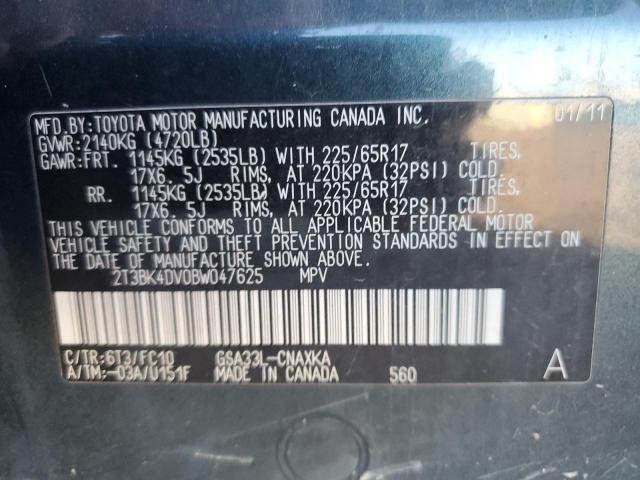 MFD.BY:TOYOTA MOTOR MANUFACTURING CANADA INC. 01/11
GVWR:2140KG (4720LB)
GAWR:FRT. 1145KG (2535LB) WITH 225/65R17 TIRES,
17X6.5J RIMS, AT 220KPA (32PSI) COLD.
RR. 1145KG (2535LB) WITH 225/65R17 TIRES,
17X6.5J RIMS, AT 220KPA (32PSI) COLD.
THIS VEHICLE CONFORMS TO ALL APPLICABLE FEDERAL MOTOR
VEHICLE SAFETY AND THEFT PREVENTION STANDARDS IN EFFECT ON
THE DATE OF MANUFACTURE SHOWN ABOVE.
2T3BK4DV0BW047625 MPV
C/TR:6T3/FC10 GSA33L-CNAXKA
A/TM:-03A/U151F MADE IN CANADA 560 A